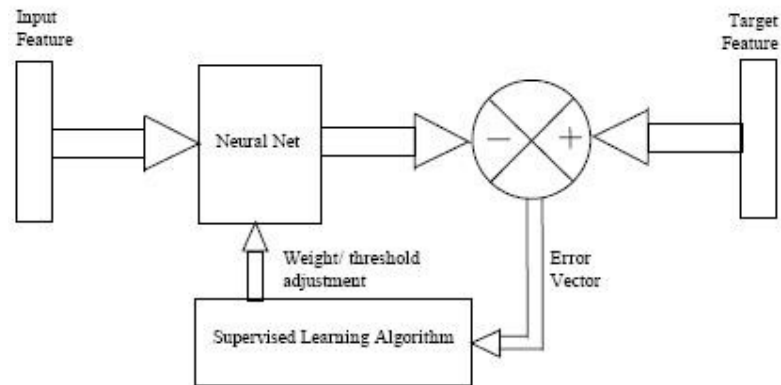 Input
Feature
Target
Feature
Neural Net
−
+
Weight/ threshold
adjustment
Error
Vector
Supervised Learning Algorithm